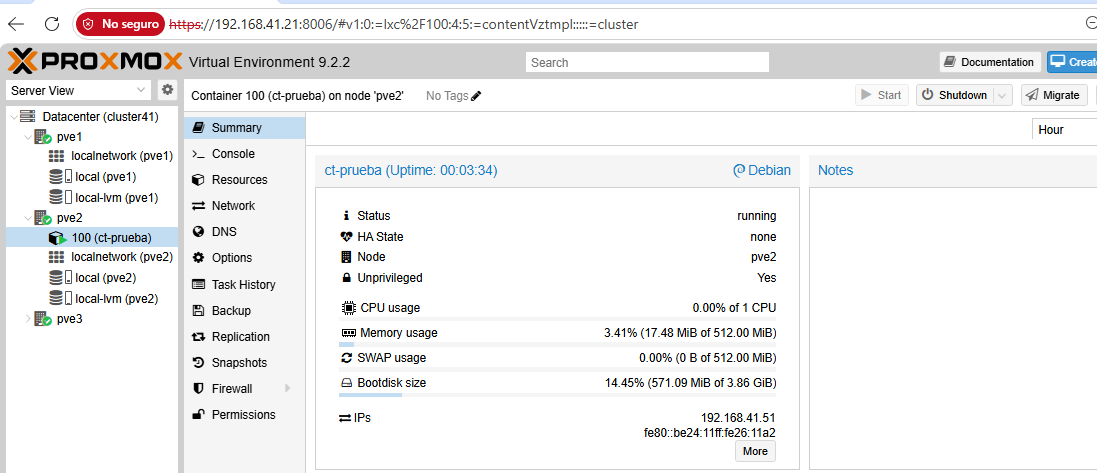 No seguro https://192.168.41.21:8006/#v1:0:=lxc%2F100:4:5:=contentVztmpl:::::=cluster
PROXMOX Virtual Environment 9.2.2 Search Documentation Create
Server View
Container 100 (ct-prueba) on node 'pve2' No Tags Start Shutdown Migrate
Datacenter (cluster41)
pve1
localnetwork (pve1)
local (pve1)
local-lvm (pve1)
pve2
100 (ct-prueba)
localnetwork (pve2)
local (pve2)
local-lvm (pve2)
pve3
Summary
Console
Resources
Network
DNS
Options
Task History
Backup
Replication
Snapshots
Firewall
Permissions
Hour
ct-prueba (Uptime: 00:03:34) Debian
Status running
HA State none
Node pve2
Unprivileged Yes
CPU usage 0.00% of 1 CPU
Memory usage 3.41% (17.48 MiB of 512.00 MiB)
SWAP usage 0.00% (0 B of 512.00 MiB)
Bootdisk size 14.45% (571.09 MiB of 3.86 GiB)
IPs 192.168.41.51
fe80::be24:11ff:fe26:11a2
More
Notes